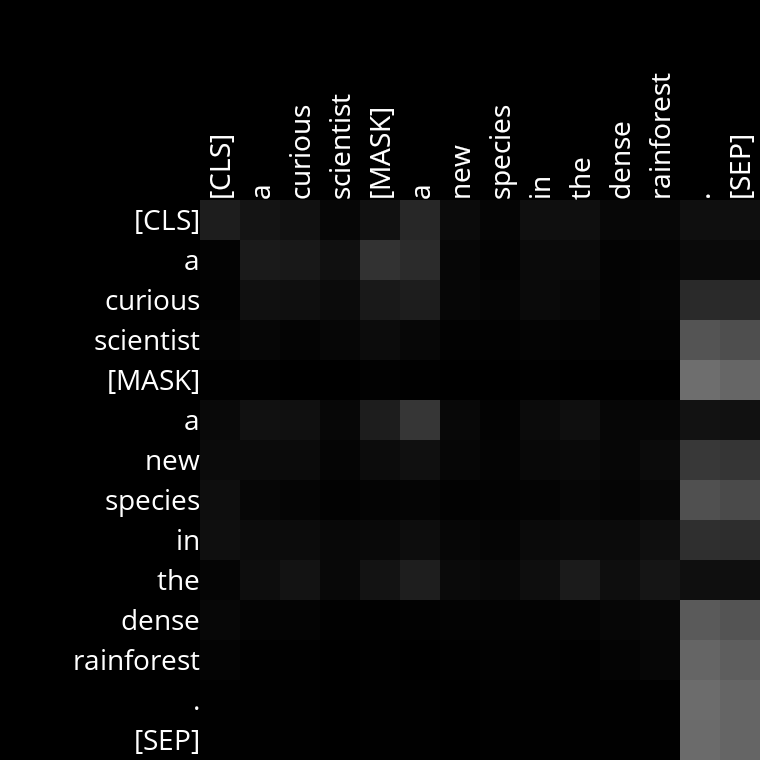 [CLS] a curious scientist [MASK] a new species in the dense rainforest . [SEP]
[CLS]
a
curious
scientist
[MASK]
a
new
species
in
the
dense
rainforest
.
[SEP]